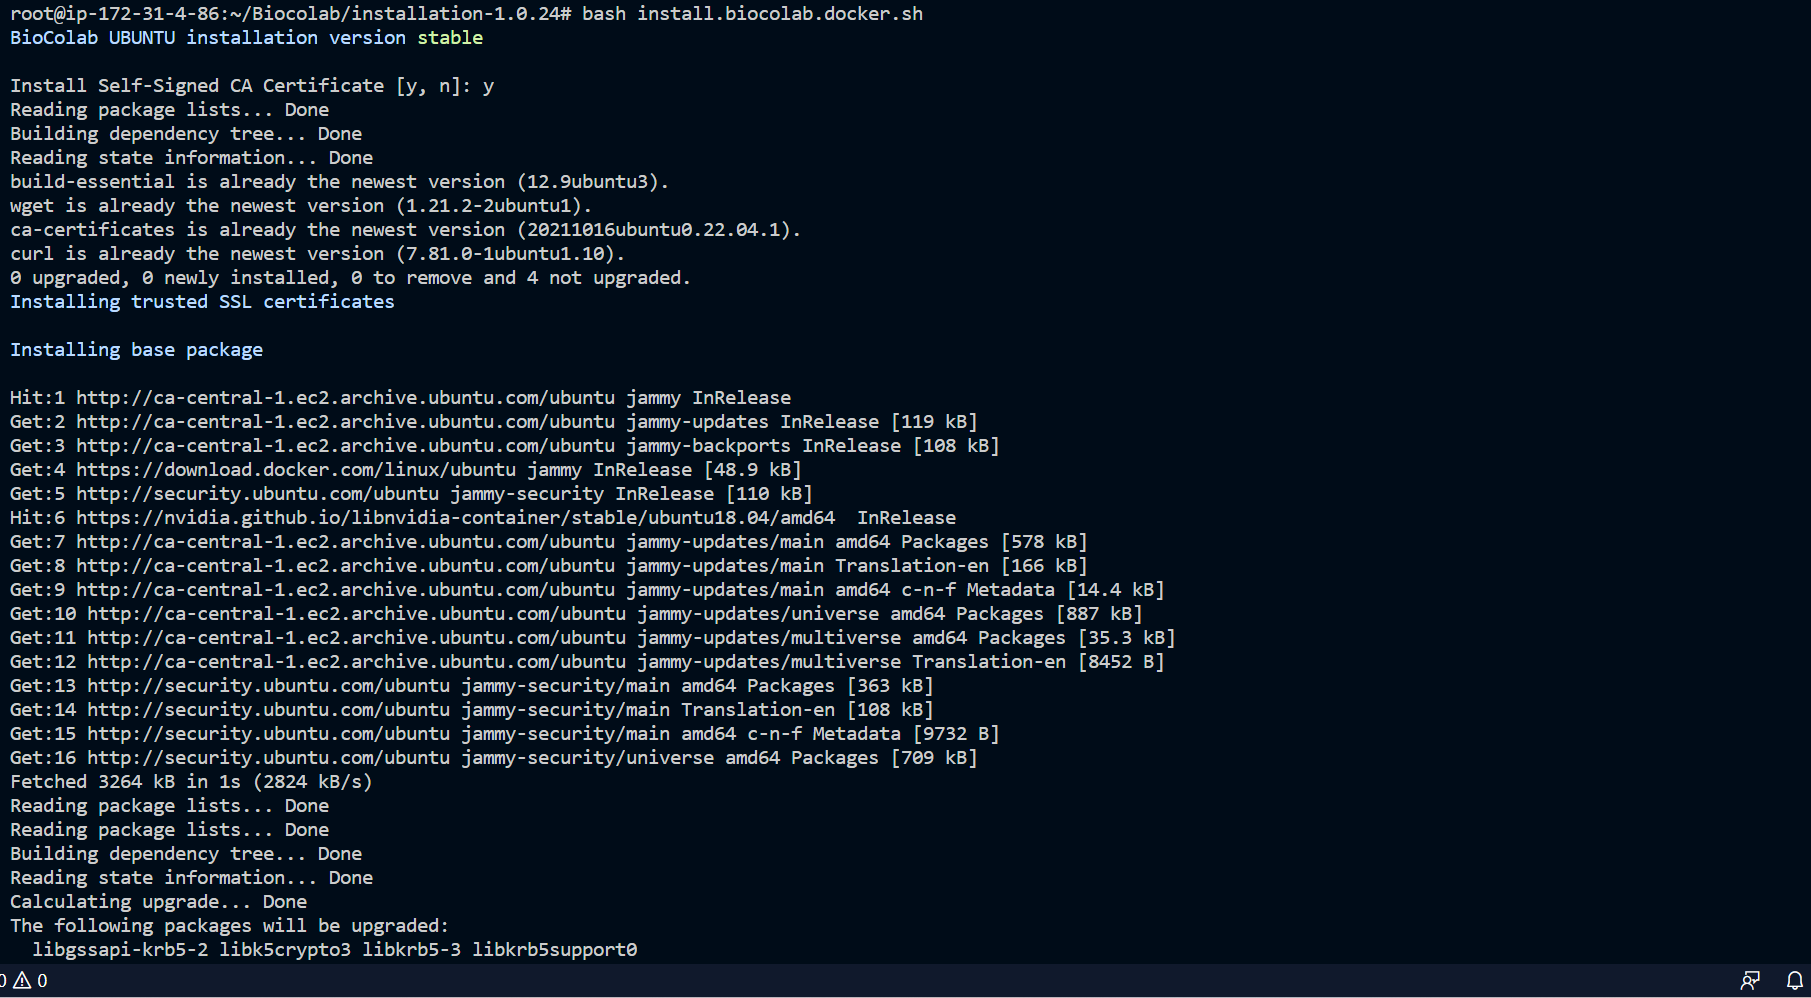 root@ip-172-31-4-86:~/Biocolab/installation-1.0.24# bash install.biocolab.docker.sh
BioColab UBUNTU installation version stable
Install Self-Signed CA Certificate [y, n]: y
Reading package lists... Done
Building dependency tree... Done
Reading state information... Done
build-essential is already the newest version (12.9ubuntu3).
wget is already the newest version (1.21.2-2ubuntu1).
ca-certificates is already the newest version (20211016ubuntu0.22.04.1).
curl is already the newest version (7.81.0-1ubuntu1.10).
0 upgraded, 0 newly installed, 0 to remove and 4 not upgraded.
Installing trusted SSL certificates
Installing base package
Hit:1 http://ca-central-1.ec2.archive.ubuntu.com/ubuntu jammy InRelease
Get:2 http://ca-central-1.ec2.archive.ubuntu.com/ubuntu jammy-updates InRelease [119 kB]
Get:3 http://ca-central-1.ec2.archive.ubuntu.com/ubuntu jammy-backports InRelease [108 kB]
Get:4 https://download.docker.com/linux/ubuntu jammy InRelease [48.9 kB]
Get:5 http://security.ubuntu.com/ubuntu jammy-security InRelease [110 kB]
Hit:6 https://nvidia.github.io/libnvidia-container/stable/ubuntu18.04/amd64  InRelease
Get:7 http://ca-central-1.ec2.archive.ubuntu.com/ubuntu jammy-updates/main amd64 Packages [578 kB]
Get:8 http://ca-central-1.ec2.archive.ubuntu.com/ubuntu jammy-updates/main Translation-en [166 kB]
Get:9 http://ca-central-1.ec2.archive.ubuntu.com/ubuntu jammy-updates/main amd64 c-n-f Metadata [14.4 kB]
Get:10 http://ca-central-1.ec2.archive.ubuntu.com/ubuntu jammy-updates/universe amd64 Packages [887 kB]
Get:11 http://ca-central-1.ec2.archive.ubuntu.com/ubuntu jammy-updates/multiverse amd64 Packages [35.3 kB]
Get:12 http://ca-central-1.ec2.archive.ubuntu.com/ubuntu jammy-updates/multiverse Translation-en [8452 B]
Get:13 http://security.ubuntu.com/ubuntu jammy-security/main amd64 Packages [363 kB]
Get:14 http://security.ubuntu.com/ubuntu jammy-security/main Translation-en [108 kB]
Get:15 http://security.ubuntu.com/ubuntu jammy-security/main amd64 c-n-f Metadata [9732 B]
Get:16 http://security.ubuntu.com/ubuntu jammy-security/universe amd64 Packages [709 kB]
Fetched 3264 kB in 1s (2824 kB/s)
Reading package lists... Done
Reading package lists... Done
Building dependency tree... Done
Reading state information... Done
Calculating upgrade... Done
The following packages will be upgraded:
  libgssapi-krb5-2 libk5crypto3 libkrb5-3 libkrb5support0
0 0